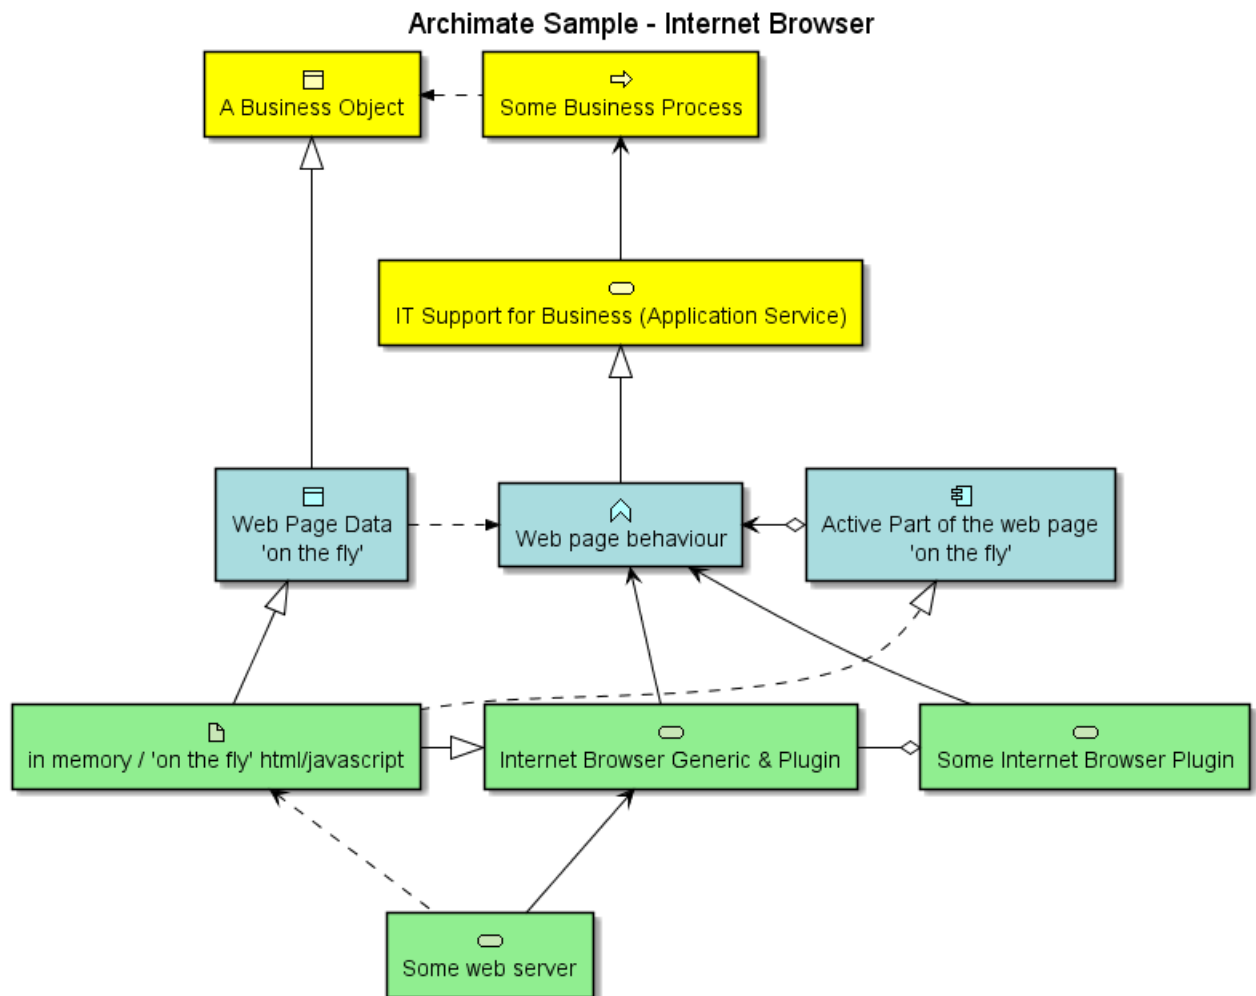 Archimate Sample - Internet Browser
A Business Object
Some Business Process
IT Support for Business (Application Service)
Web Page Data
'on the fly'
Web page behaviour
Active Part of the web page
'on the fly'
in memory / 'on the fly' html/javascript
Internet Browser Generic & Plugin
Some Internet Browser Plugin
Some web server